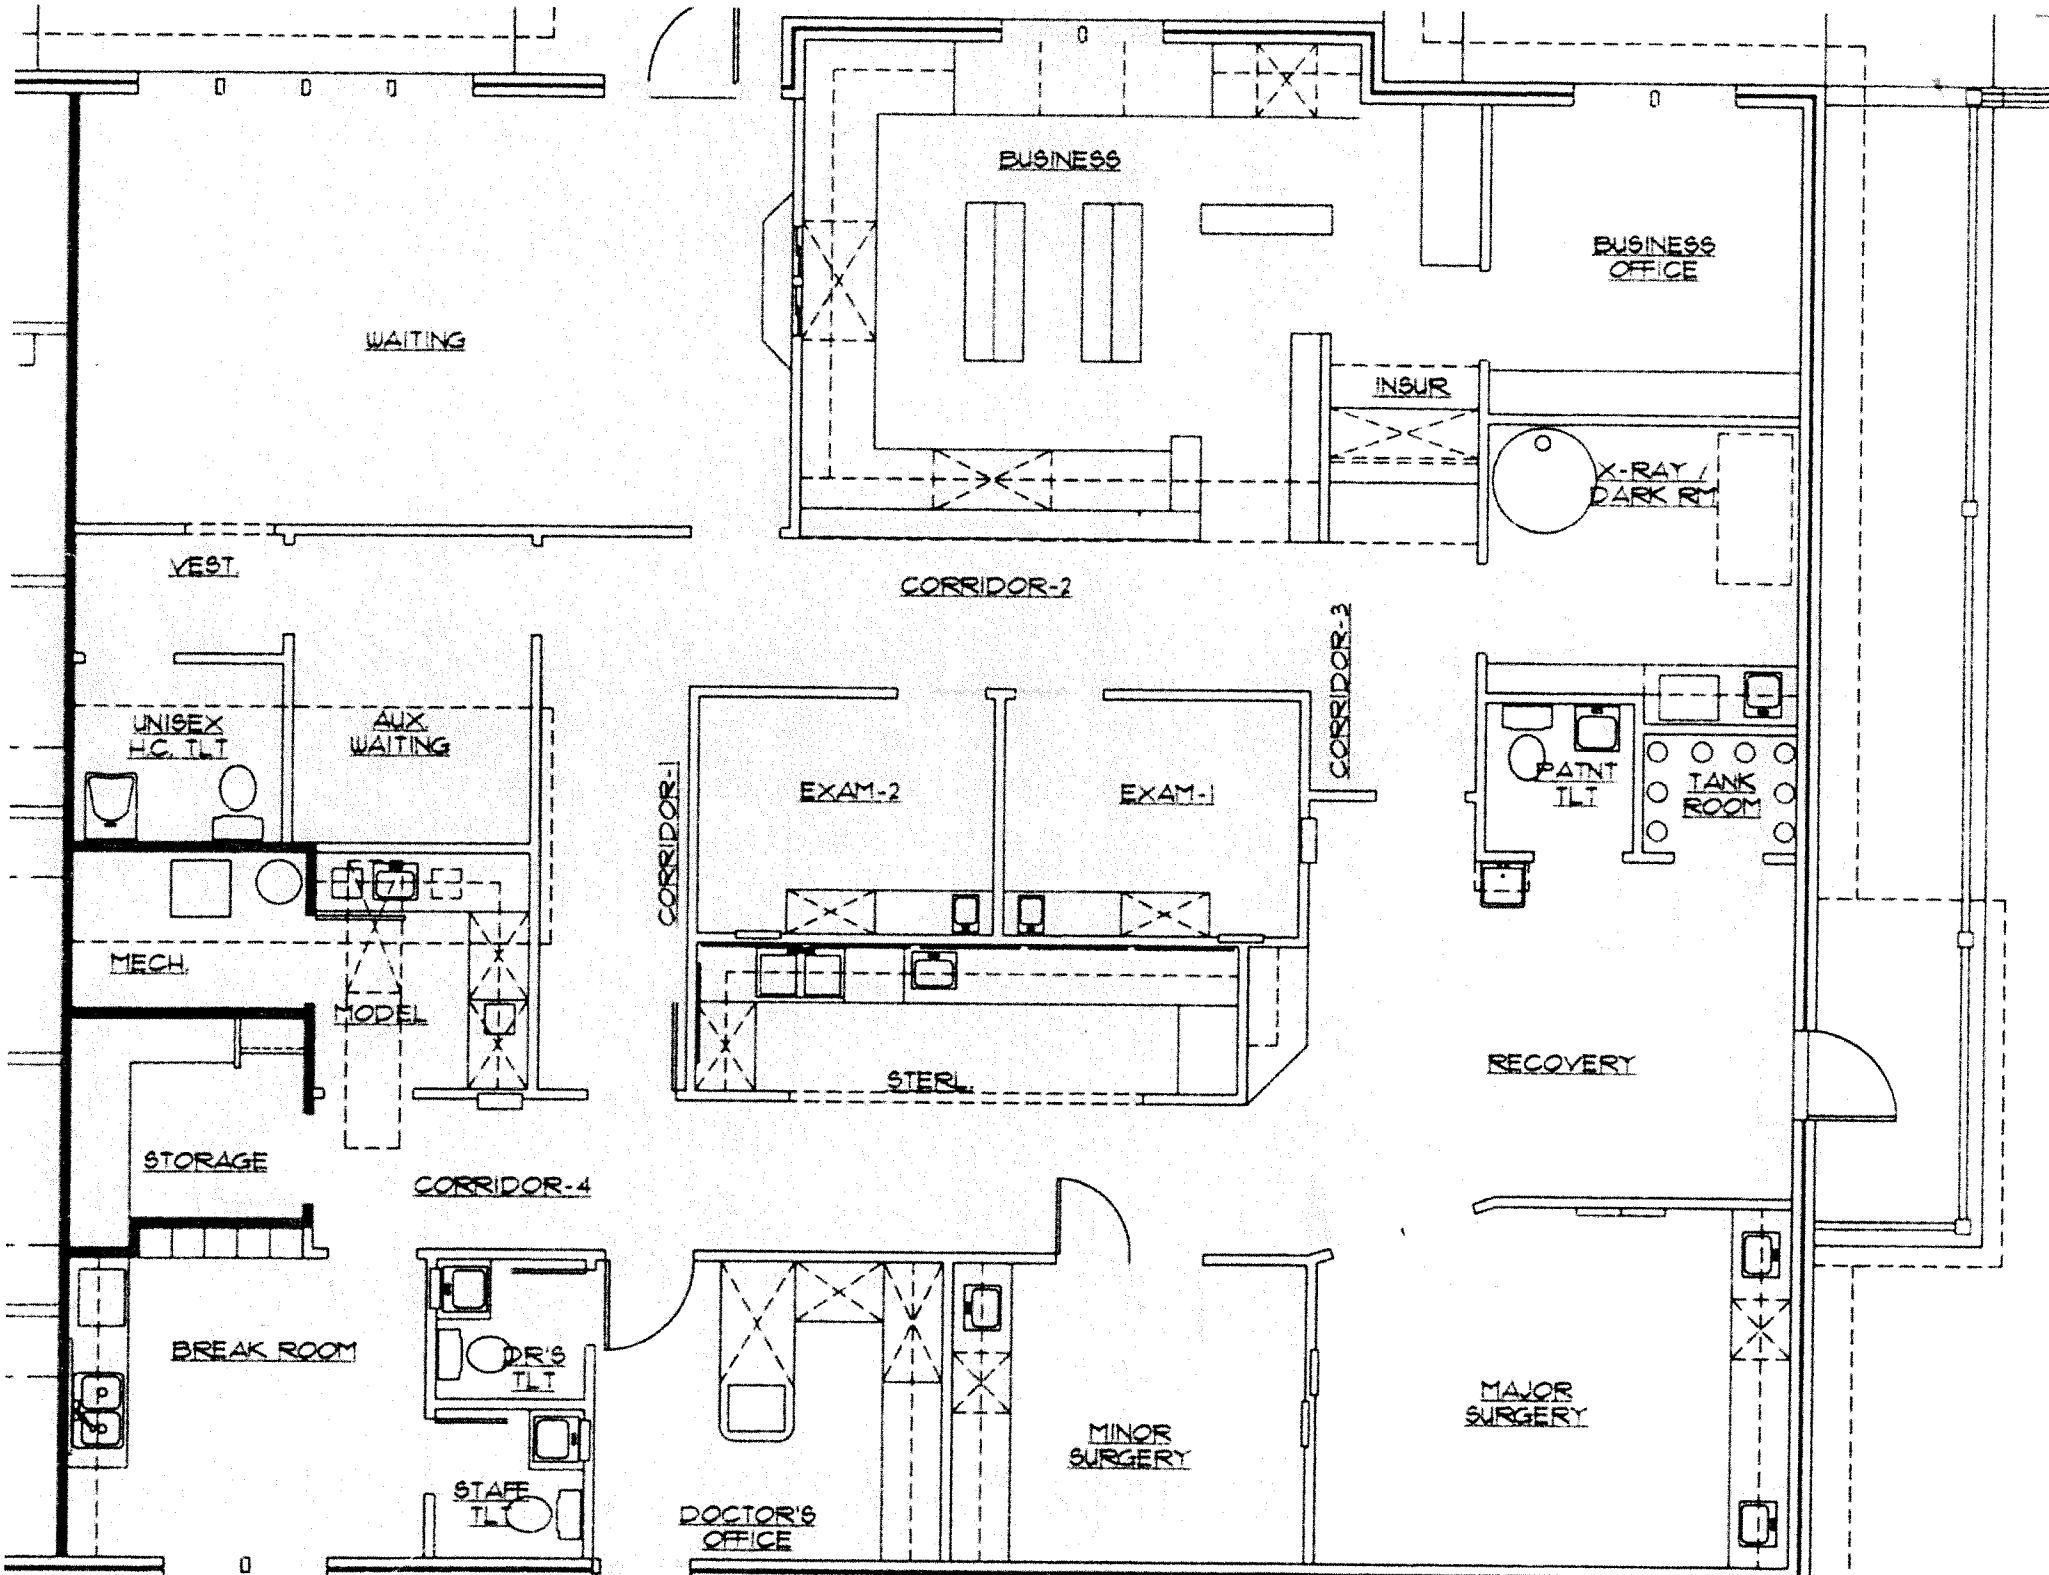 BUSINESS
BUSINESS
OFFICE
WAITING
INSUR
X-RAY /
DARK RM
VEST.
CORRIDOR-2
CORRIDOR-3
UNISEX
H.C. TLT
AUX.
WAITING
CORRIDOR-1
EXAM-2
EXAM-1
PATNT
TLT
TANK
ROOM
MECH.
MODEL
STERL.
RECOVERY
STORAGE
CORRIDOR-4
BREAK ROOM
DR'S
TLT
MAJOR
SURGERY
MINOR
SURGERY
STAFF
TLT
DOCTOR'S
OFFICE